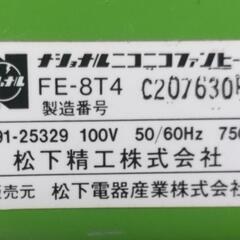 ナショナルニコニコファンヒー
FE-8T4 C207630
製造番号
91-25329 100V 50/60Hz 750
松下精工株式会社
売元 松下電器産業株式会社